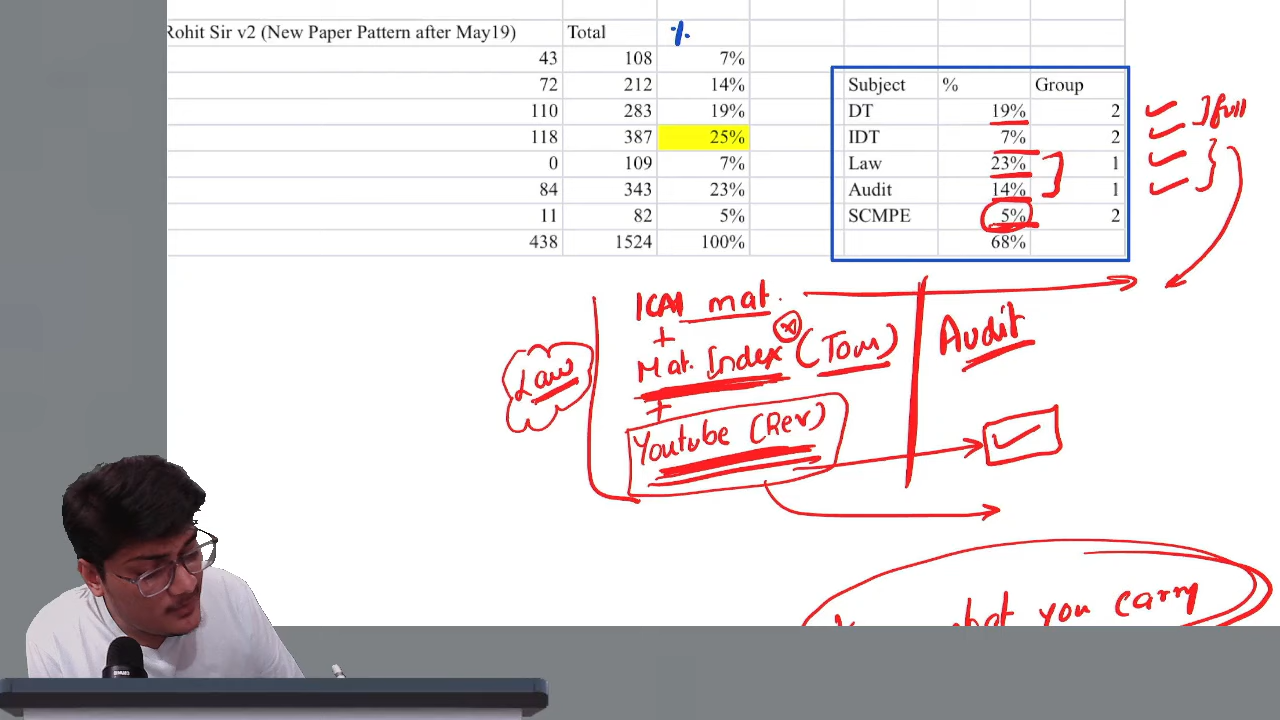 Rohit Sir v2 (New Paper Pattern after May19) Total %
43 108 7%
72 212 14%
110 283 19%
118 387 25%
0 109 7%
84 343 23%
11 82 5%
438 1524 100%
Subject % Group
DT 19% 2
IDT 7% 2
Law 23% 1
Audit 14% 1
SCMPE 5% 2
68%
full
ICAI mat.
+
Mat. Index (Tom)
+
Youtube (Rev)
Law
Audit
you carry